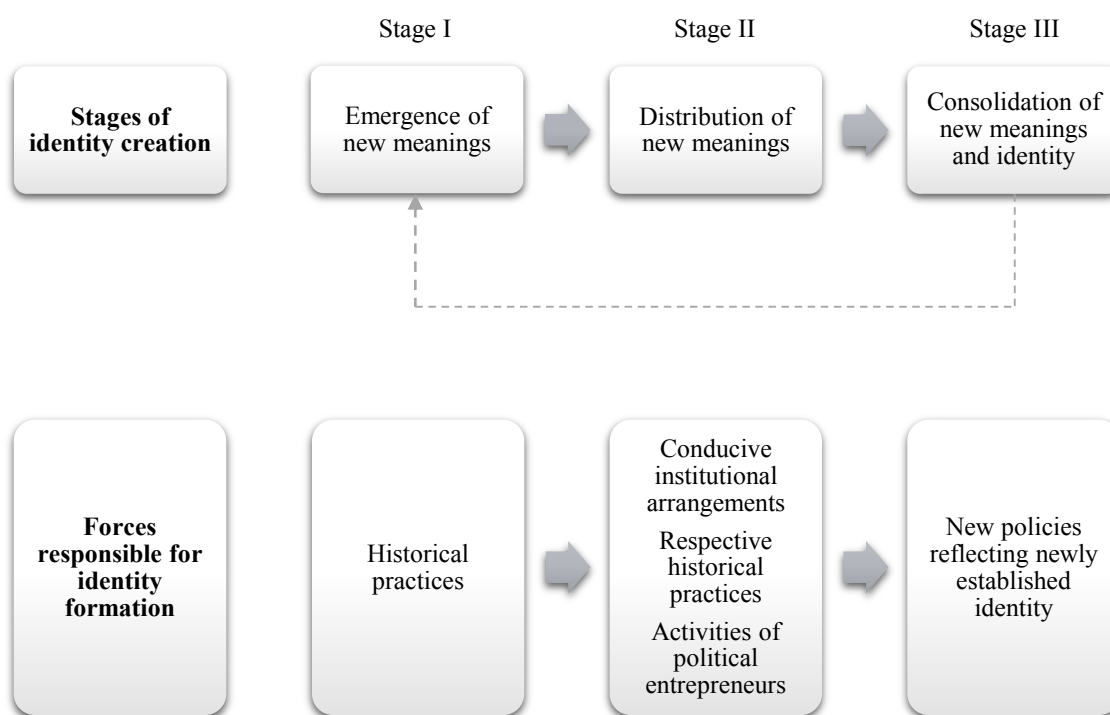 Stage I
Stage II
Stage III
Stages of
identity creation
Emergence of
new meanings
Distribution of
new meanings
Consolidation of
new meanings
and identity
Forces
responsible for
identity
formation
Historical
practices
Conducive
institutional
arrangements
Respective
historical
practices
Activities of
political
entrepreneurs
New policies
reflecting newly
established
identity